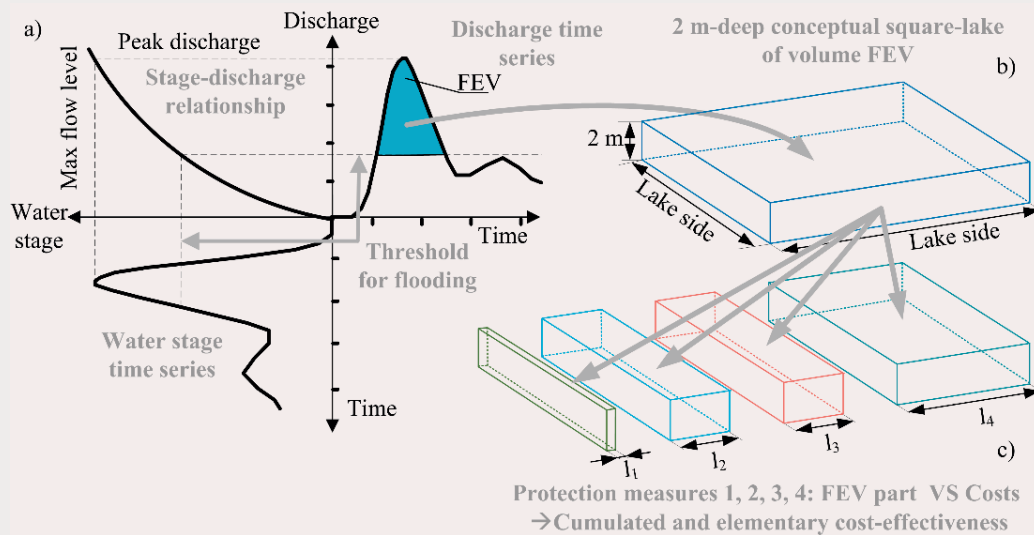 a)
Discharge
Peak discharge
Max flow level
Stage-discharge
relationship
Discharge time
series
FEV
Water
stage
Time
Threshold
for flooding
Water stage
time series
Time
2 m-deep conceptual square-lake
of volume FEV
b)
2 m
Lake side
Lake side
l1
l2
l3
l4
c)
Protection measures 1, 2, 3, 4: FEV part VS Costs
→Cumulated and elementary cost-effectiveness